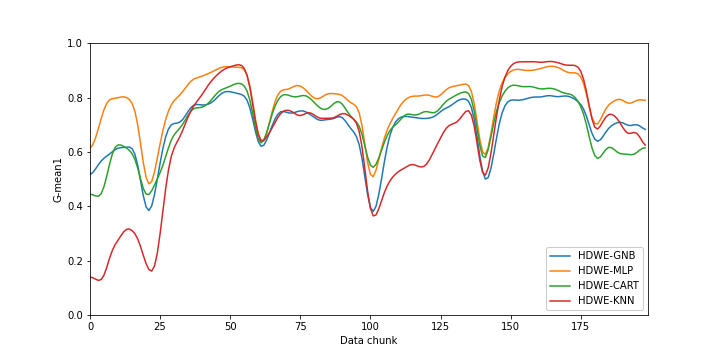 1.0
0.8
0.6
0.4
0.2
0.0
G-mean1
0 25 50 75 100 125 150 175
Data chunk
HDWE-GNB
HDWE-MLP
HDWE-CART
HDWE-KNN